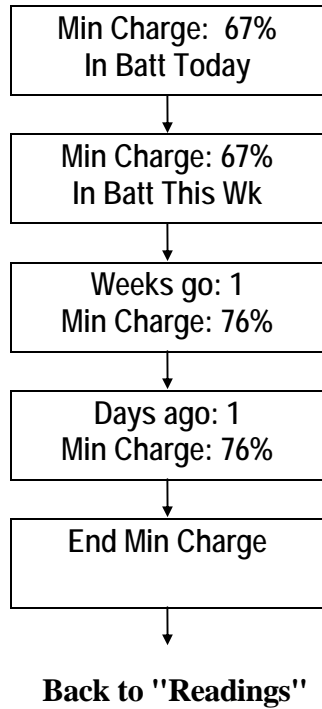 Min Charge:  67%
In Batt Today
Min Charge: 67%
In Batt This Wk
Weeks go: 1
Min Charge: 76%
Days ago: 1
Min Charge: 76%
End Min Charge
Back to "Readings"